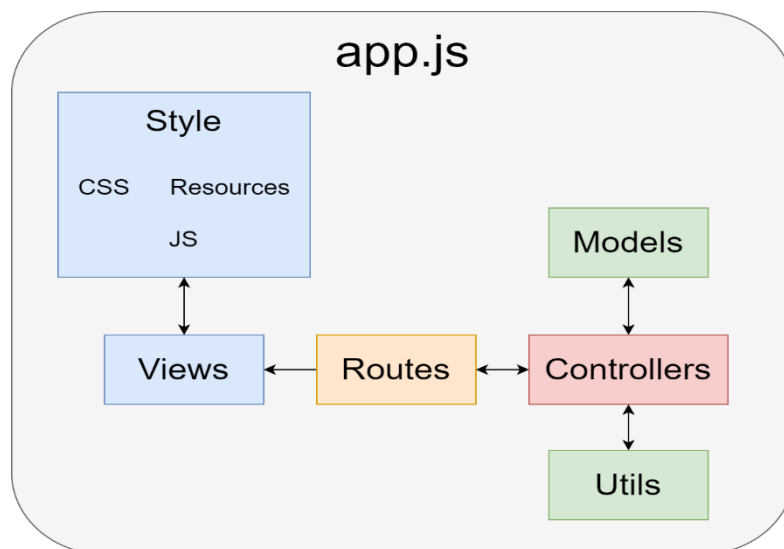 app.js
Style
CSS Resources
JS
Models
Views
Routes
Controllers
Utils